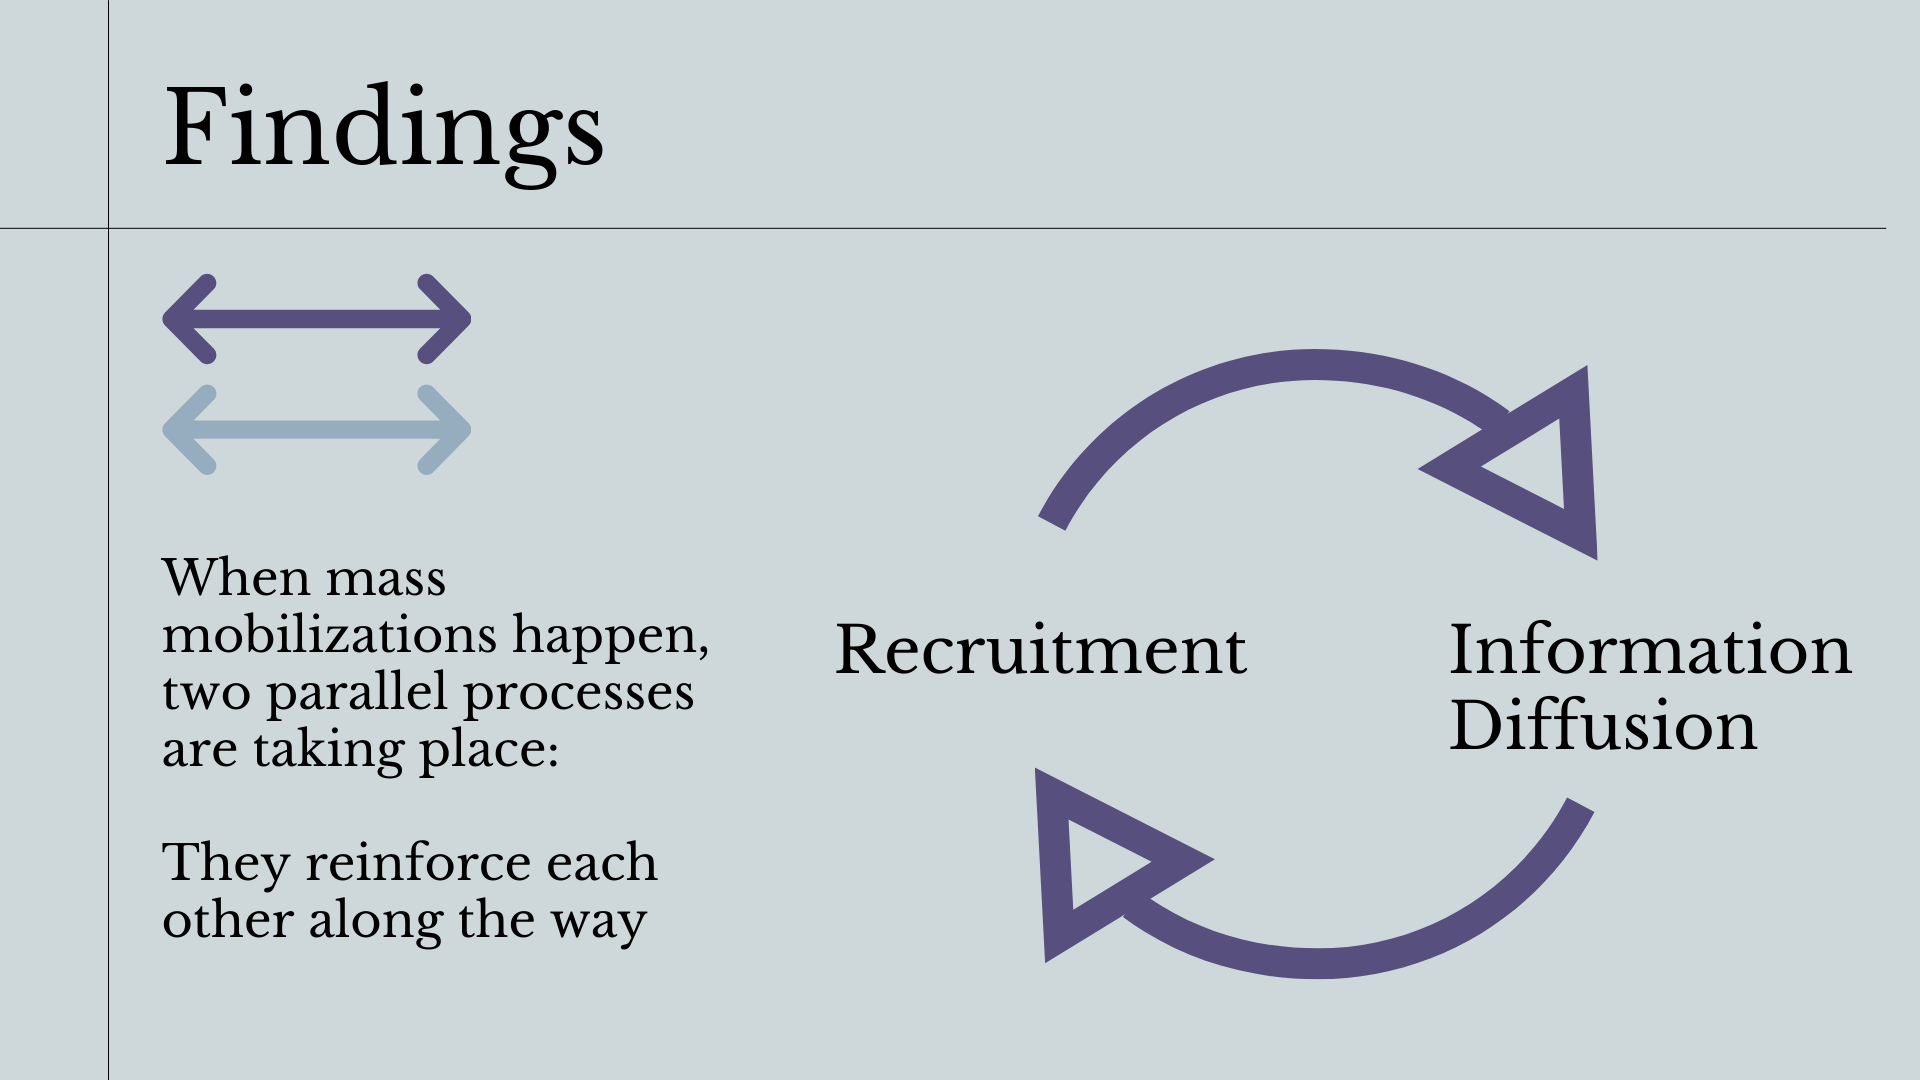 Findings
When mass
mobilizations happen,
two parallel processes
are taking place:
They reinforce each
other along the way
Recruitment
Information
Diffusion